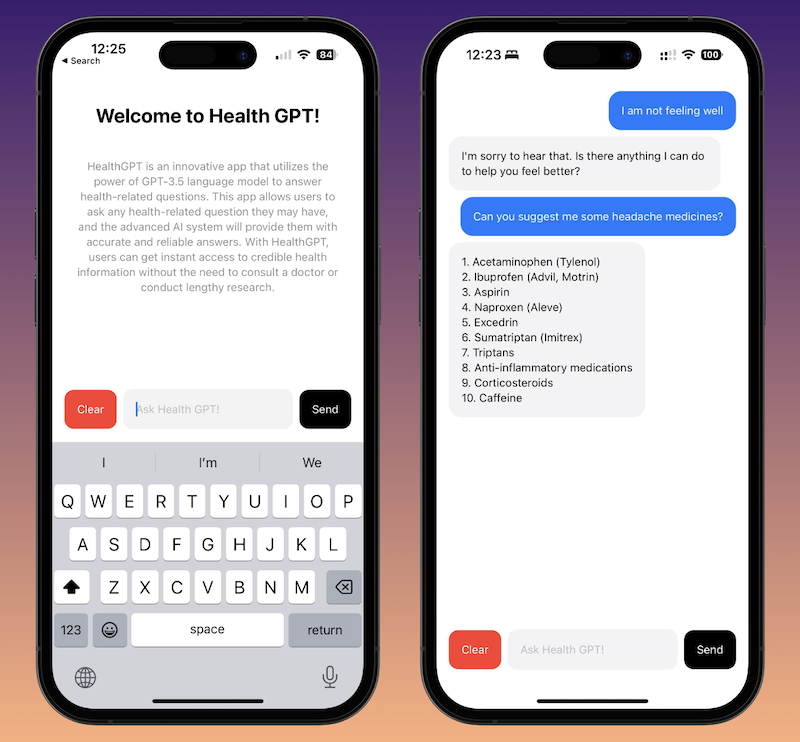 12:25
84
◀ Search
Welcome to Health GPT!
HealthGPT is an innovative app that utilizes the
power of GPT-3.5 language model to answer
health-related questions. This app allows users to
ask any health-related question they may have,
and the advanced AI system will provide them with
accurate and reliable answers. With HealthGPT,
users can get instant access to credible health
information without the need to consult a doctor or
conduct lengthy research.
Clear
Ask Health GPT!
Send
I
I'm
We
Q W E R T Y U I O P
A S D F G H J K L
Z X C V B N M
123
space
return
12:23
100
I am not feeling well
I'm sorry to hear that. Is there anything I can do
to help you feel better?
Can you suggest me some headache medicines?
1. Acetaminophen (Tylenol)
2. Ibuprofen (Advil, Motrin)
3. Aspirin
4. Naproxen (Aleve)
5. Excedrin
6. Sumatriptan (Imitrex)
7. Triptans
8. Anti-inflammatory medications
9. Corticosteroids
10. Caffeine
Clear
Ask Health GPT!
Send